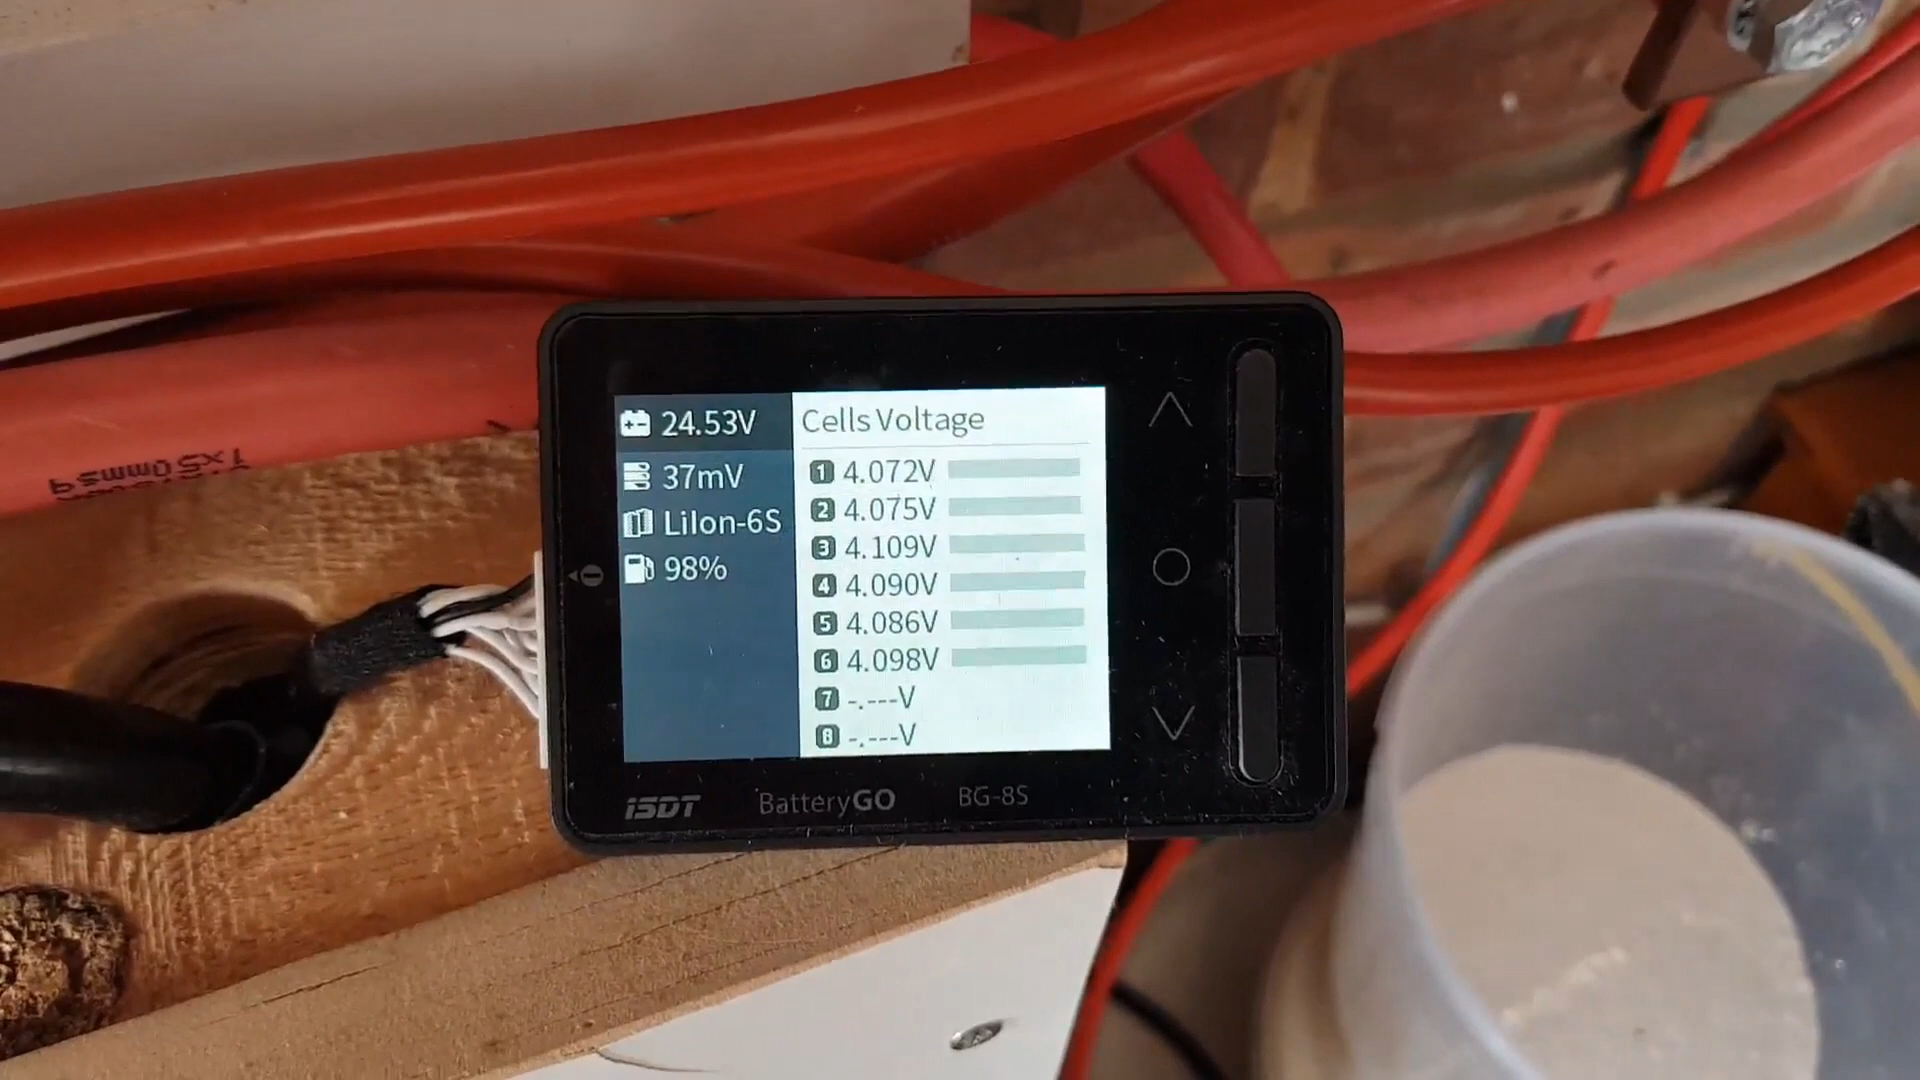 24.53V
37mV
LiIon-6S
98%
Cells Voltage
1 4.072V
2 4.075V
3 4.109V
4 4.090V
5 4.086V
6 4.098V
7 -.---V
8 -.---V
iSDT BatteryGO BG-8S
1x50mmsq